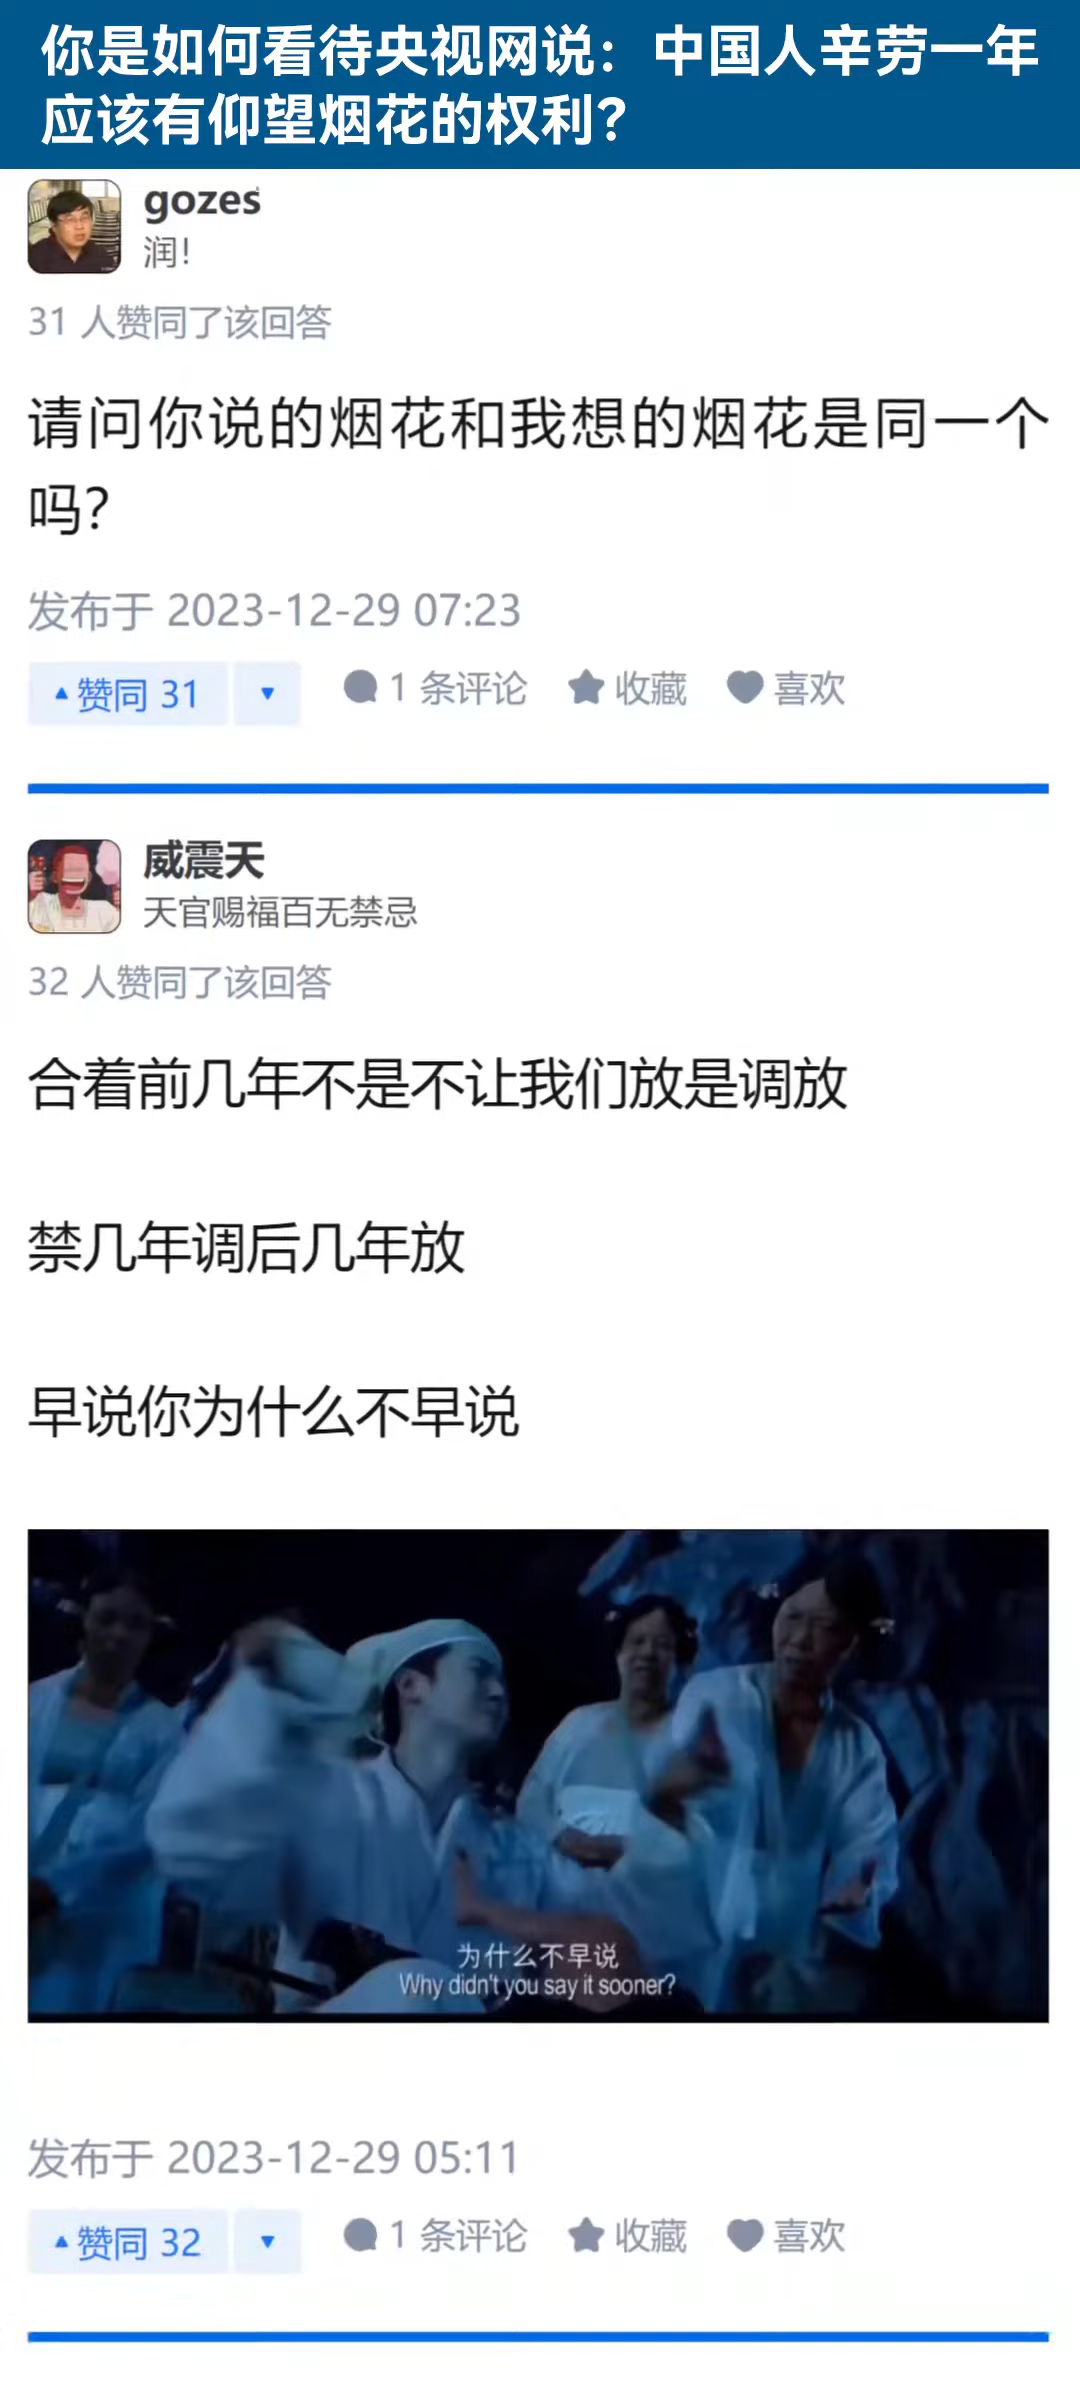 你是如何看待央视网说：中国人辛劳一年
应该有仰望烟花的权利？
gozes
润！
31 人赞同了该回答
请问你说的烟花和我想的烟花是同一个
吗？
发布于 2023-12-29 07:23
赞同 31 1 条评论 收藏 喜欢
威震天
天官赐福百无禁忌
32 人赞同了该回答
合着前几年不是不让我们放是调放
禁几年调后几年放
早说你为什么不早说
为什么不早说
Why didn't you say it sooner?
发布于 2023-12-29 05:11
赞同 32 1 条评论 收藏 喜欢